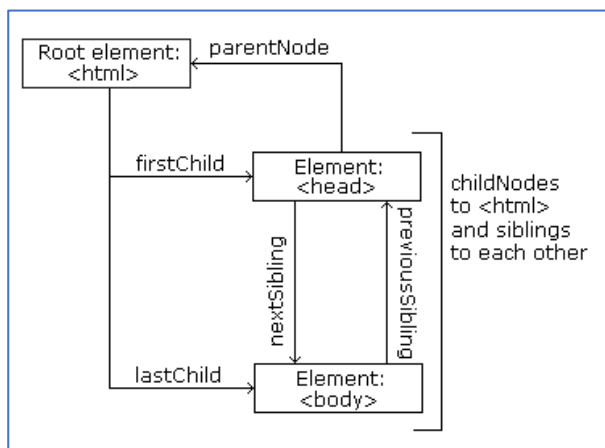 Root element:
<html>
parentNode
firstChild
Element:
<head>
childNodes
to <html>
and siblings
to each other
nextSibling
previousSibling
lastChild
Element:
<body>